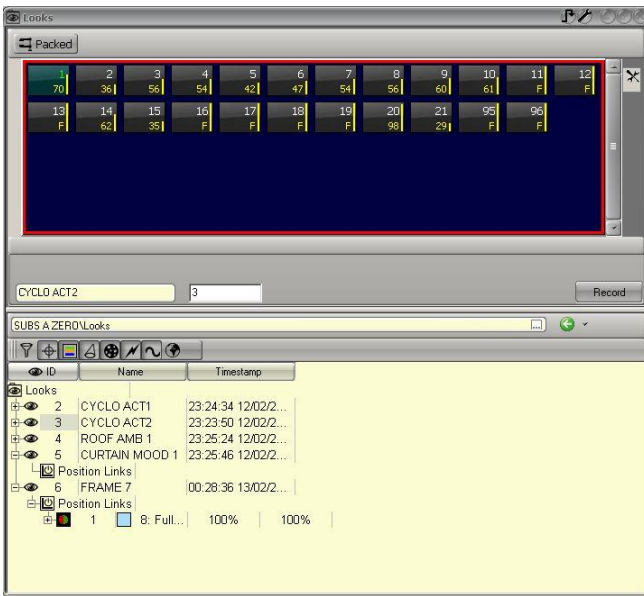 Looks
Packed
1 2 3 4 5 6 7 8 9 10 11 12
70 36 56 54 42 47 54 56 60 61 F F
13 14 15 16 17 18 19 20 21 95 96
F 62 35 F F F F 98 29 F F
CYCLO ACT2 3 Record
SUBS A ZERO\Looks ...
ID Name Timestamp
Looks
2 CYCLO ACT1 23:24:34 12/02/2...
3 CYCLO ACT2 23:23:50 12/02/2...
4 ROOF AMB 1 23:25:24 12/02/2...
5 CURTAIN MOOD 1 23:25:46 12/02/2...
Position Links
6 FRAME 7 00:28:36 13/02/2...
Position Links
1 8: Full... 100% 100%